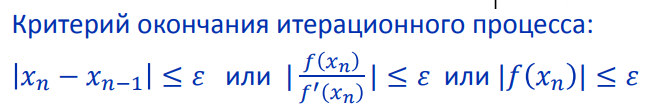 Критерий окончания итерационного процесса:
|xₙ − xₙ₋₁| ≤ ε или |f(xₙ)/f′(xₙ)| ≤ ε или |f(xₙ)| ≤ ε